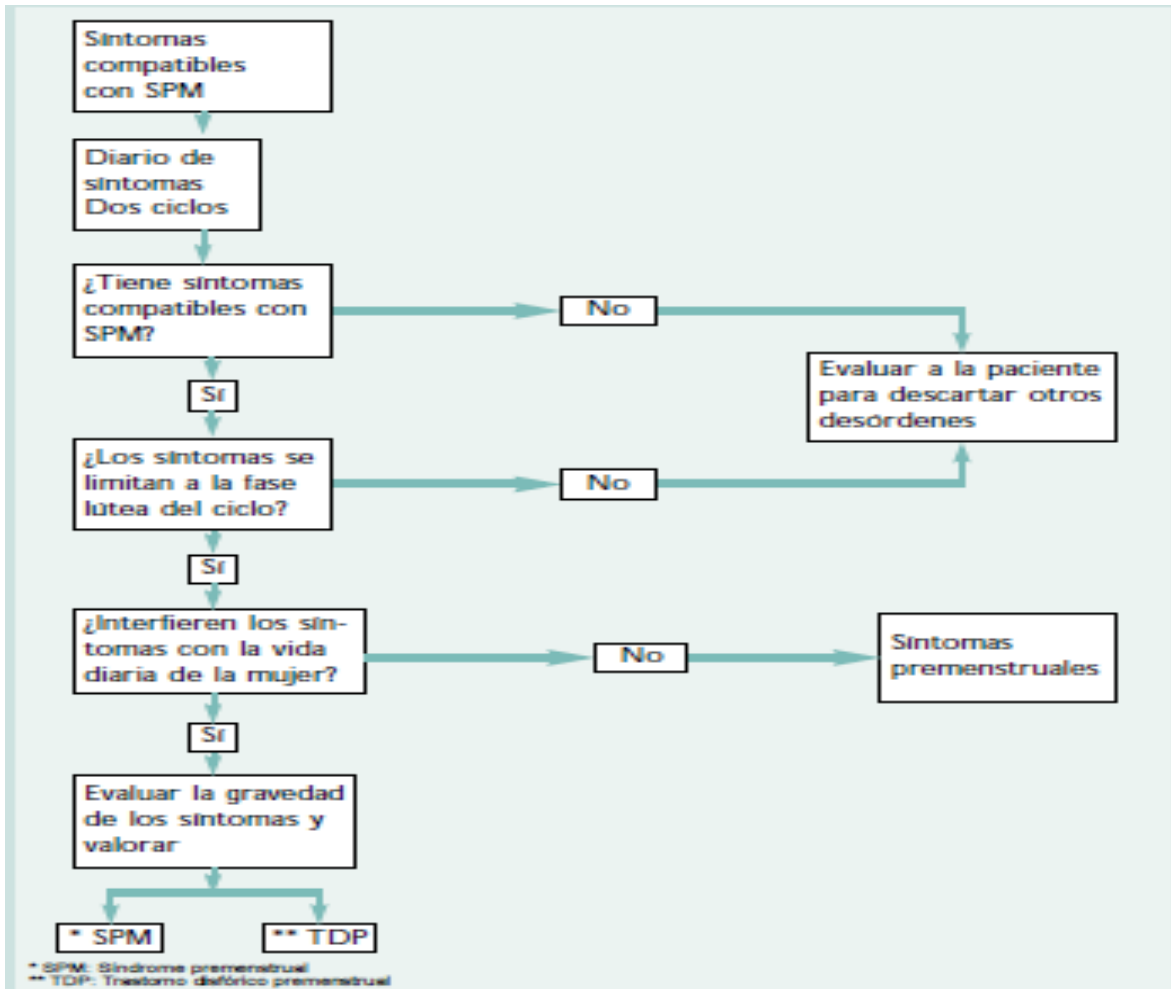 Síntomas
compatibles
con SPM
Diario de
síntomas
Dos ciclos
¿Tiene síntomas
compatibles con
SPM?
No
Evaluar a la paciente
para descartar otros
desórdenes
Sí
¿Los síntomas se
limitan a la fase
lútea del ciclo?
No
Sí
¿Interfieren los sín-
tomas con la vida
diaria de la mujer?
No
Síntomas
premenstruales
Sí
Evaluar la gravedad
de los síntomas y
valorar
* SPM
** TDP
* SPM: Síndrome premenstrual
** TDP: Trastorno disfórico premenstrual